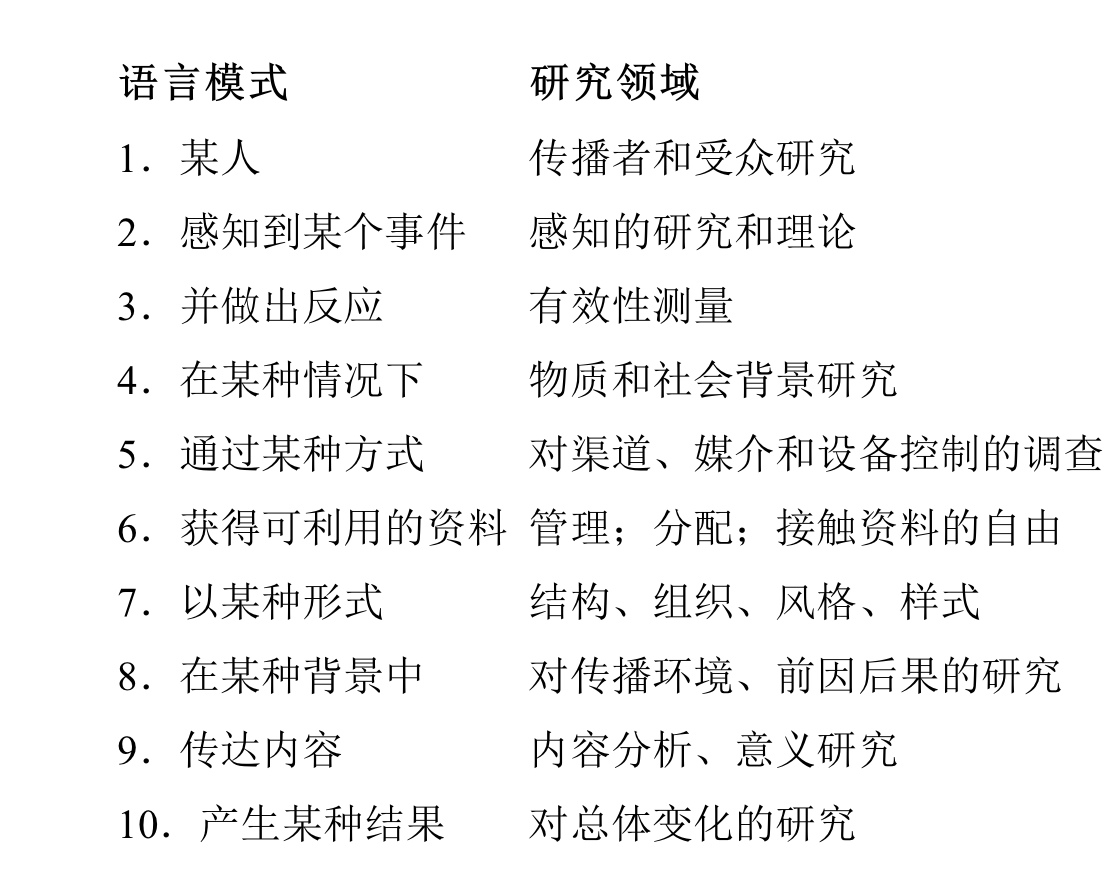 语言模式 研究领域
1．某人 传播者和受众研究
2．感知到某个事件 感知的研究和理论
3．并做出反应 有效性测量
4．在某种情况下 物质和社会背景研究
5．通过某种方式 对渠道、媒介和设备控制的调查
6．获得可利用的资料 管理；分配；接触资料的自由
7．以某种形式 结构、组织、风格、样式
8．在某种背景中 对传播环境、前因后果的研究
9．传达内容 内容分析、意义研究
10．产生某种结果 对总体变化的研究